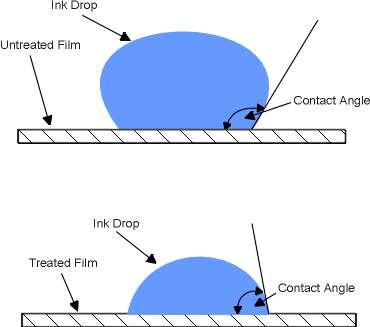 Ink Drop
Untreated Film
Contact Angle
Ink Drop
Treated Film
Contact Angle